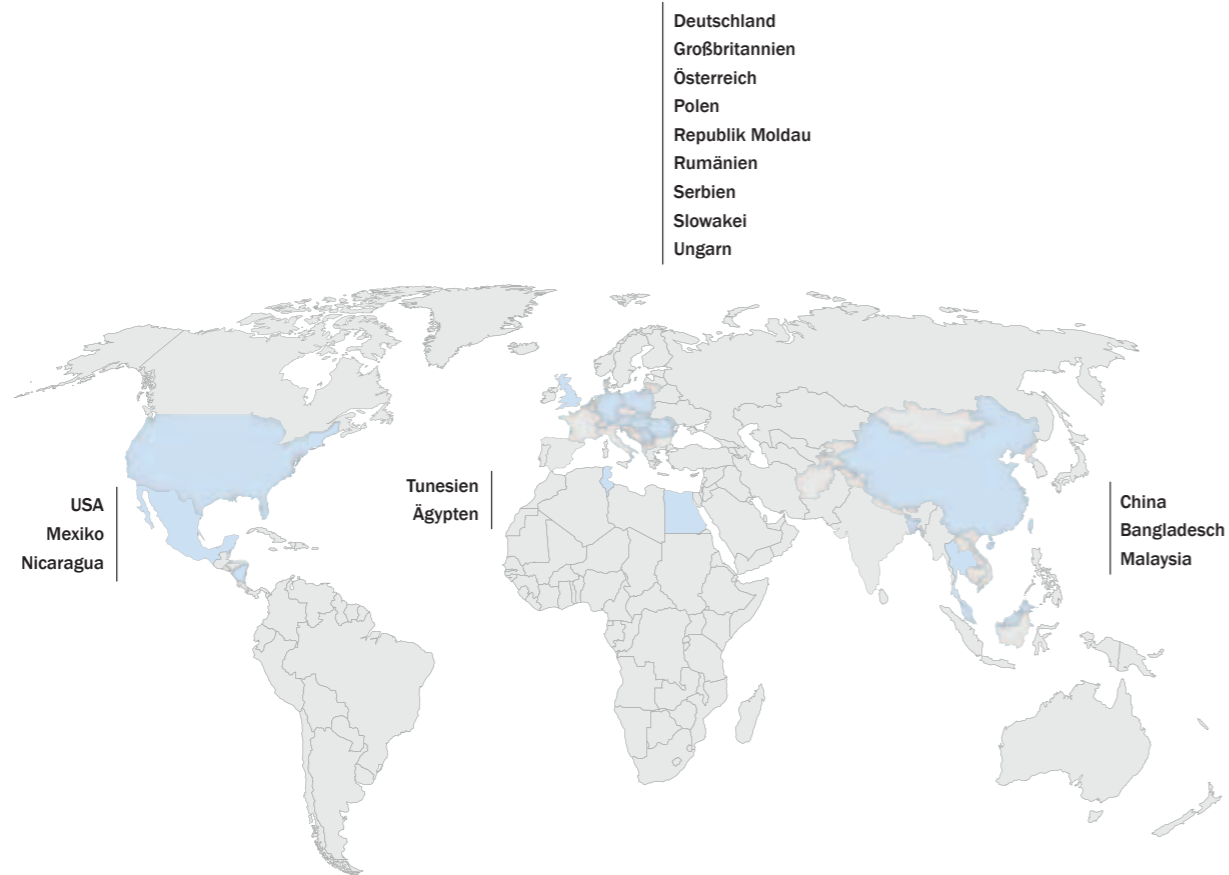 Deutschland
Großbritannien
Österreich
Polen
Republik Moldau
Rumänien
Serbien
Slowakei
Ungarn
USA
Mexiko
Nicaragua
Tunesien
Ägypten
China
Bangladesch
Malaysia